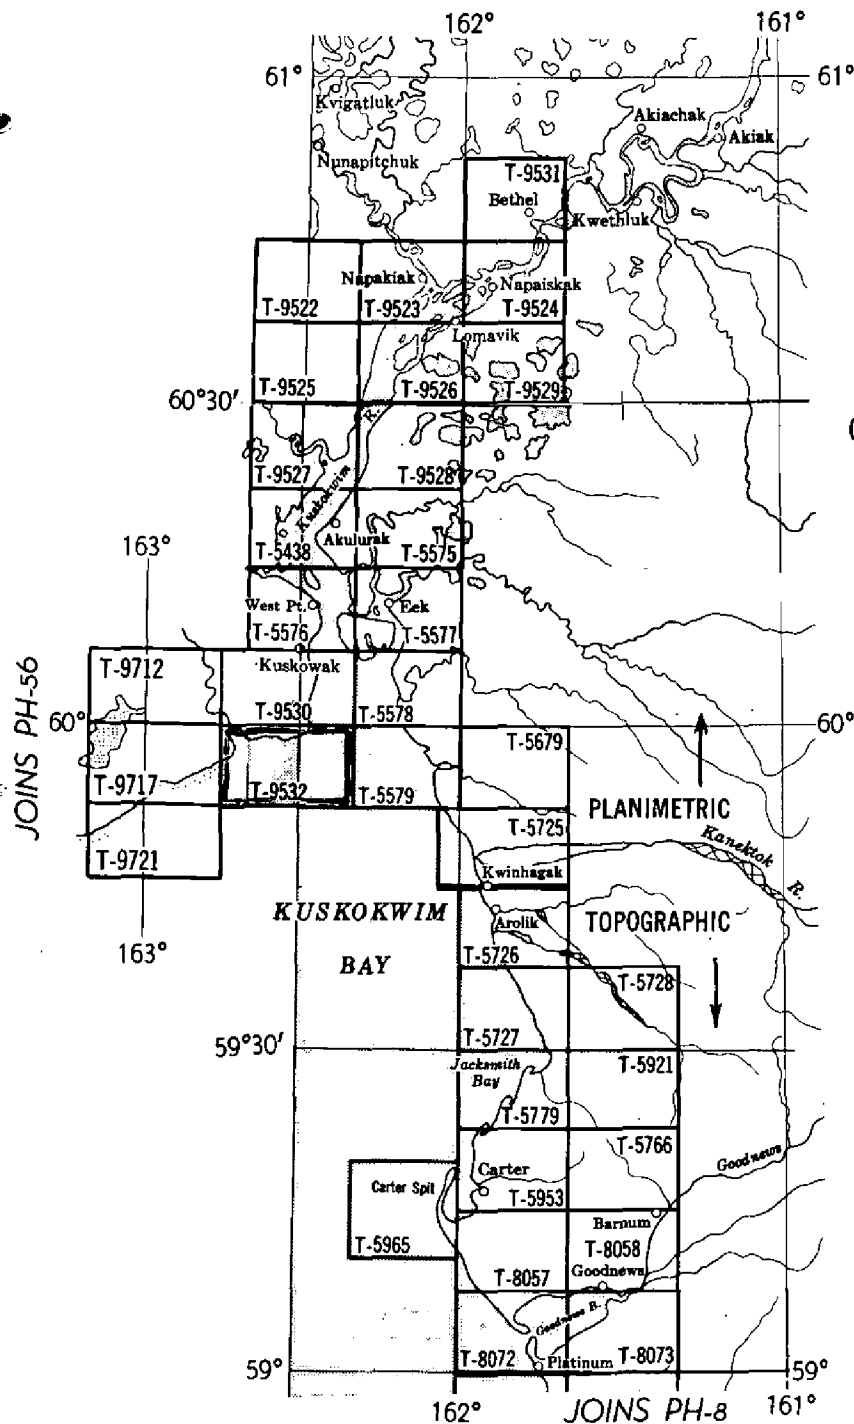 162°
161°
61°
61°
Kvigatluk
Akiachak
Akiak
Nunapitchuk
T-9531
Bethel
Kwethluk
Napakiak
Napaiskak
T-9522
T-9523
T-9524
Lomavik
T-9525
T-9526
T-9529
60°30'
R.
T-9527
T-9528
Kuskokwim
Akulurak
T-5438
T-5575
163°
West Pt.
Eek
T-5576
T-5577
Kuskowak
T-9712
JOINS PH-56
T-9530
T-5578
60°
60°
T-5679
T-9717
T-9532
T-5579
PLANIMETRIC
T-5725
Kanektok
R.
T-9721
Kwinhagak
KUSKOKWIM
BAY
Arolik
TOPOGRAPHIC
163°
T-5726
T-5728
T-5727
59°30'
T-5921
Jacksmith
Bay
T-5779
T-5766
Goodnews
Carter Spit
Carter
T-5953
T-5965
Barnum
T-8058
T-8057
Goodnews
Goodnews B.
T-8072
Platinum
T-8073
59°
59°
162°
JOINS PH-8
161°